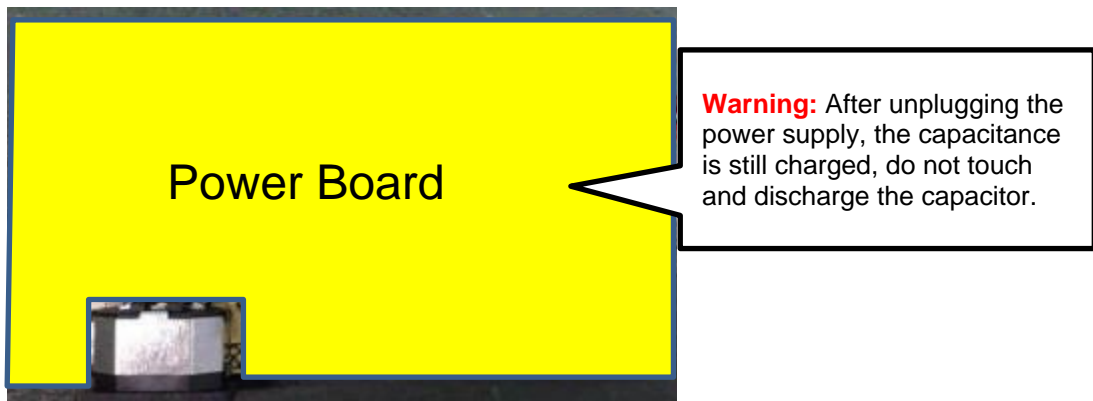 Power Board
Warning: After unplugging the
power supply, the capacitance
is still charged, do not touch
and discharge the capacitor.